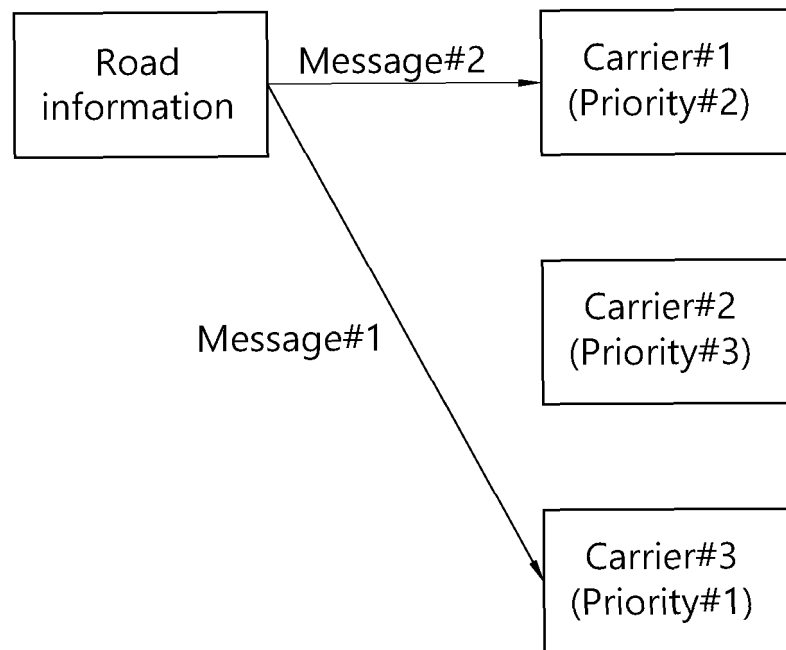 Road
information
Message#2
Carrier#1
(Priority#2)
Carrier#2
(Priority#3)
Message#1
Carrier#3
(Priority#1)